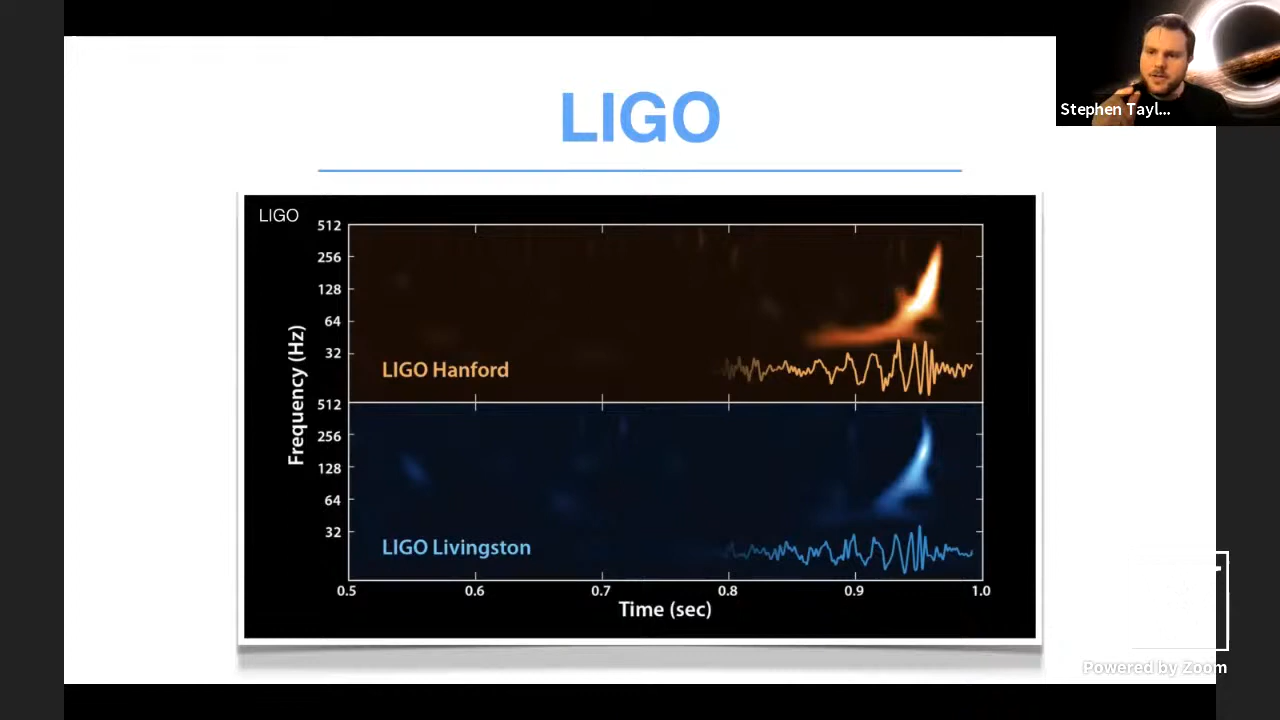 LIGO
Stephen Tayl...
LIGO
512
256
128
64
32
LIGO Hanford
Frequency (Hz)
512
256
128
64
32
LIGO Livingston
0.5 0.6 0.7 0.8 0.9 1.0
Time (sec)
Powered by Zoom